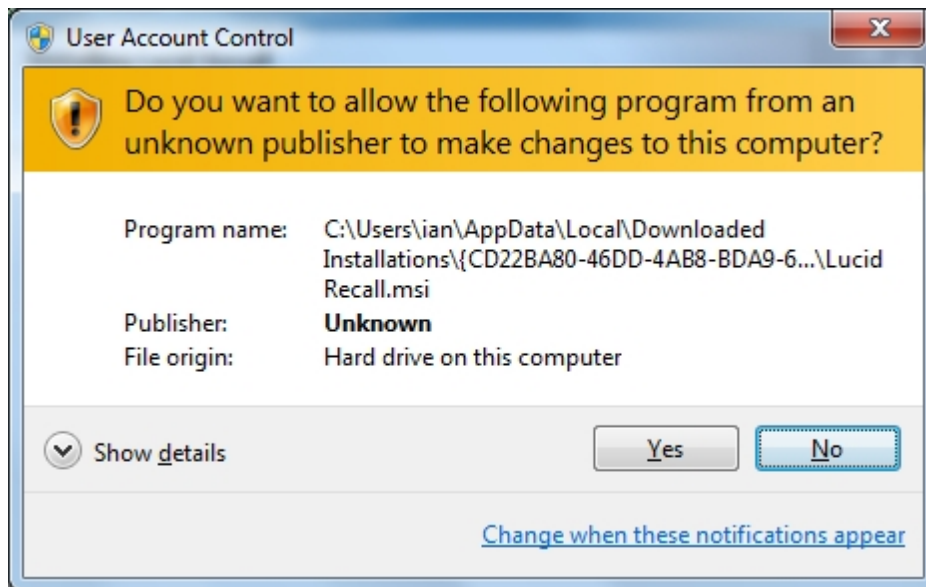 User Account Control
Do you want to allow the following program from an
unknown publisher to make changes to this computer?
Program name: C:\Users\ian\AppData\Local\Downloaded
Installations\{CD22BA80-46DD-4AB8-BDA9-6...\Lucid
Recall.msi
Publisher: Unknown
File origin: Hard drive on this computer
Show details Yes No
Change when these notifications appear